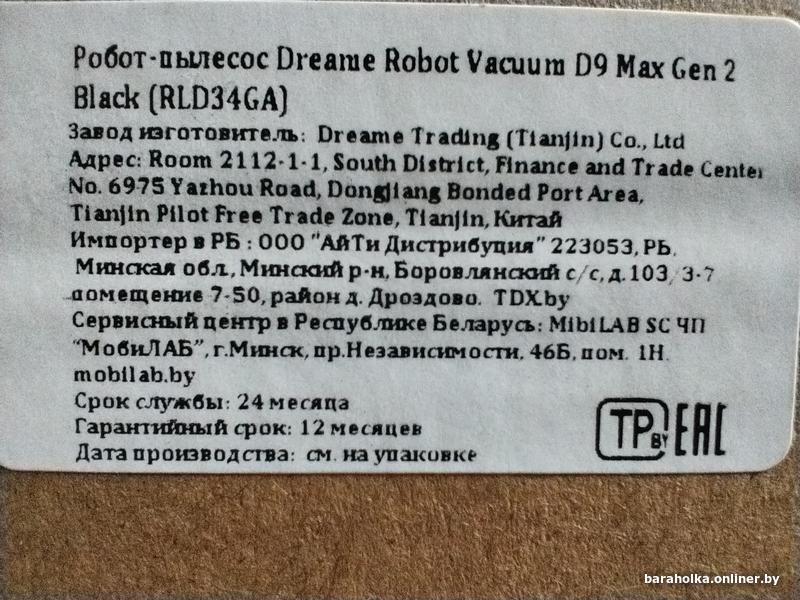 Робот-пылесос Dreame Robot Vacuum D9 Max Gen 2
Black (RLD34GA)
Завод изготовитель: Dreame Trading (Tianjin) Co., Ltd
Адрес: Room 2112-1-1, South District, Finance and Trade Center
No. 6975 Yazhou Road, Dongjiang Bonded Port Area,
Tianjin Pilot Free Trade Zone, Tianjin, Китай
Импортер в РБ : ООО "АйТи Дистрибуция" 223053, РБ,
Минская обл., Минский р-н, Боровлянский с/с, д.103, 3-7
помещение 7-50, район д. Дроздово. TDX.by
Сервисный центр в Республике Беларусь: MibiLAB SC ЧП
"МобиЛАБ", г.Минск, пр.Независимости, 46Б, пом. 1Н.
mobilab.by
Срок службы: 24 месяца
Гарантийный срок: 12 месяцев
Дата производства: см. на упаковке
ТР BY ЕАС
baraholka.onliner.by